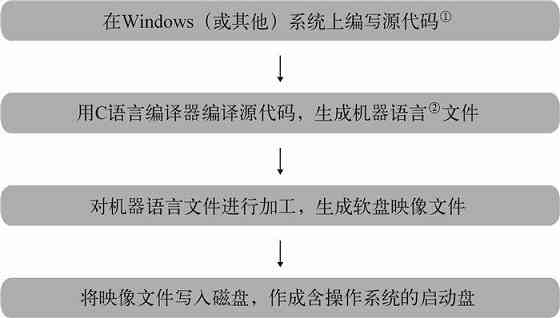 在Windows（或其他）系统上编写源代码①
用C语言编译器编译源代码，生成机器语言②文件
对机器语言文件进行加工，生成软盘映像文件
将映像文件写入磁盘，作成含操作系统的启动盘